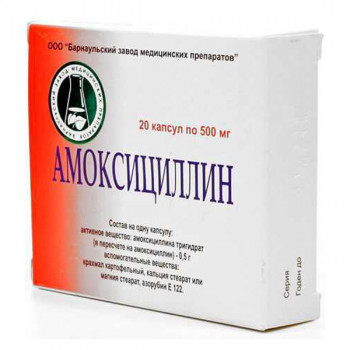 ООО "Барнаульский завод медицинских препаратов"
20 капсул по 500 мг
АМОКСИЦИЛЛИН
Состав на одну капсулу:
активное вещество: амоксициллина тригидрат
(в пересчете на амоксициллин) - 0,5 г
вспомогательные вещества:
крахмал картофельный, кальция стеарат или
магния стеарат, азорубин Е 122.
Серия
Годен до